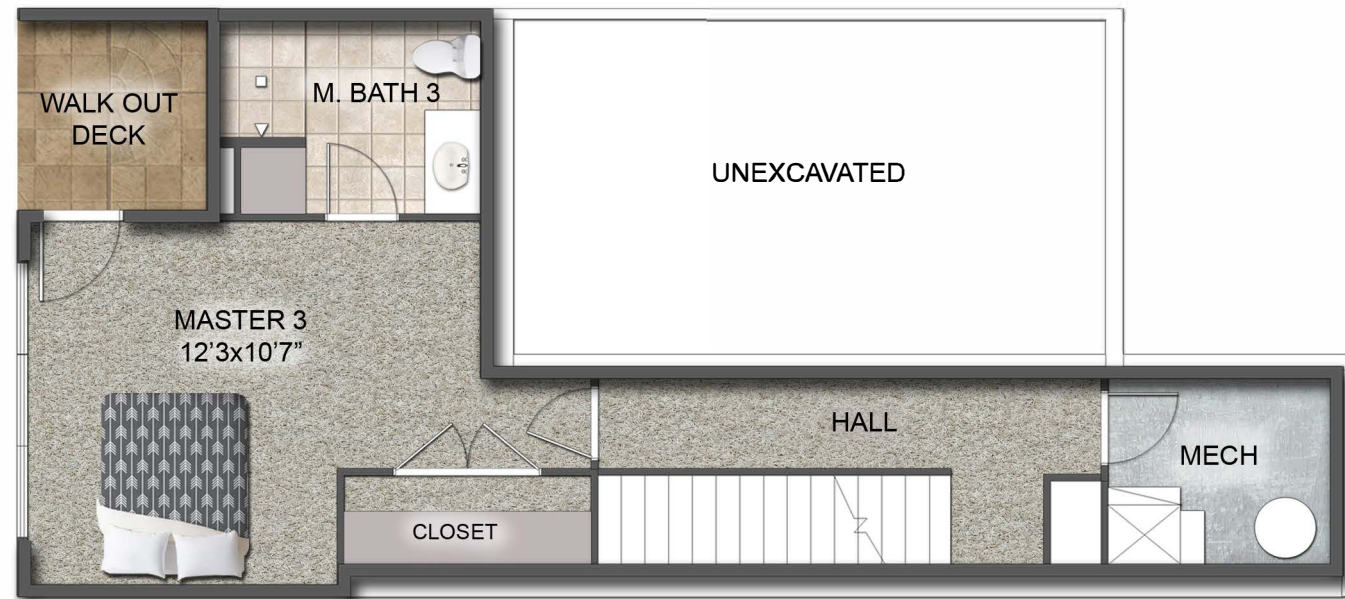 WALK OUT
DECK
M. BATH 3
UNEXCAVATED
MASTER 3
12'3x10'7”
HALL
MECH
CLOSET